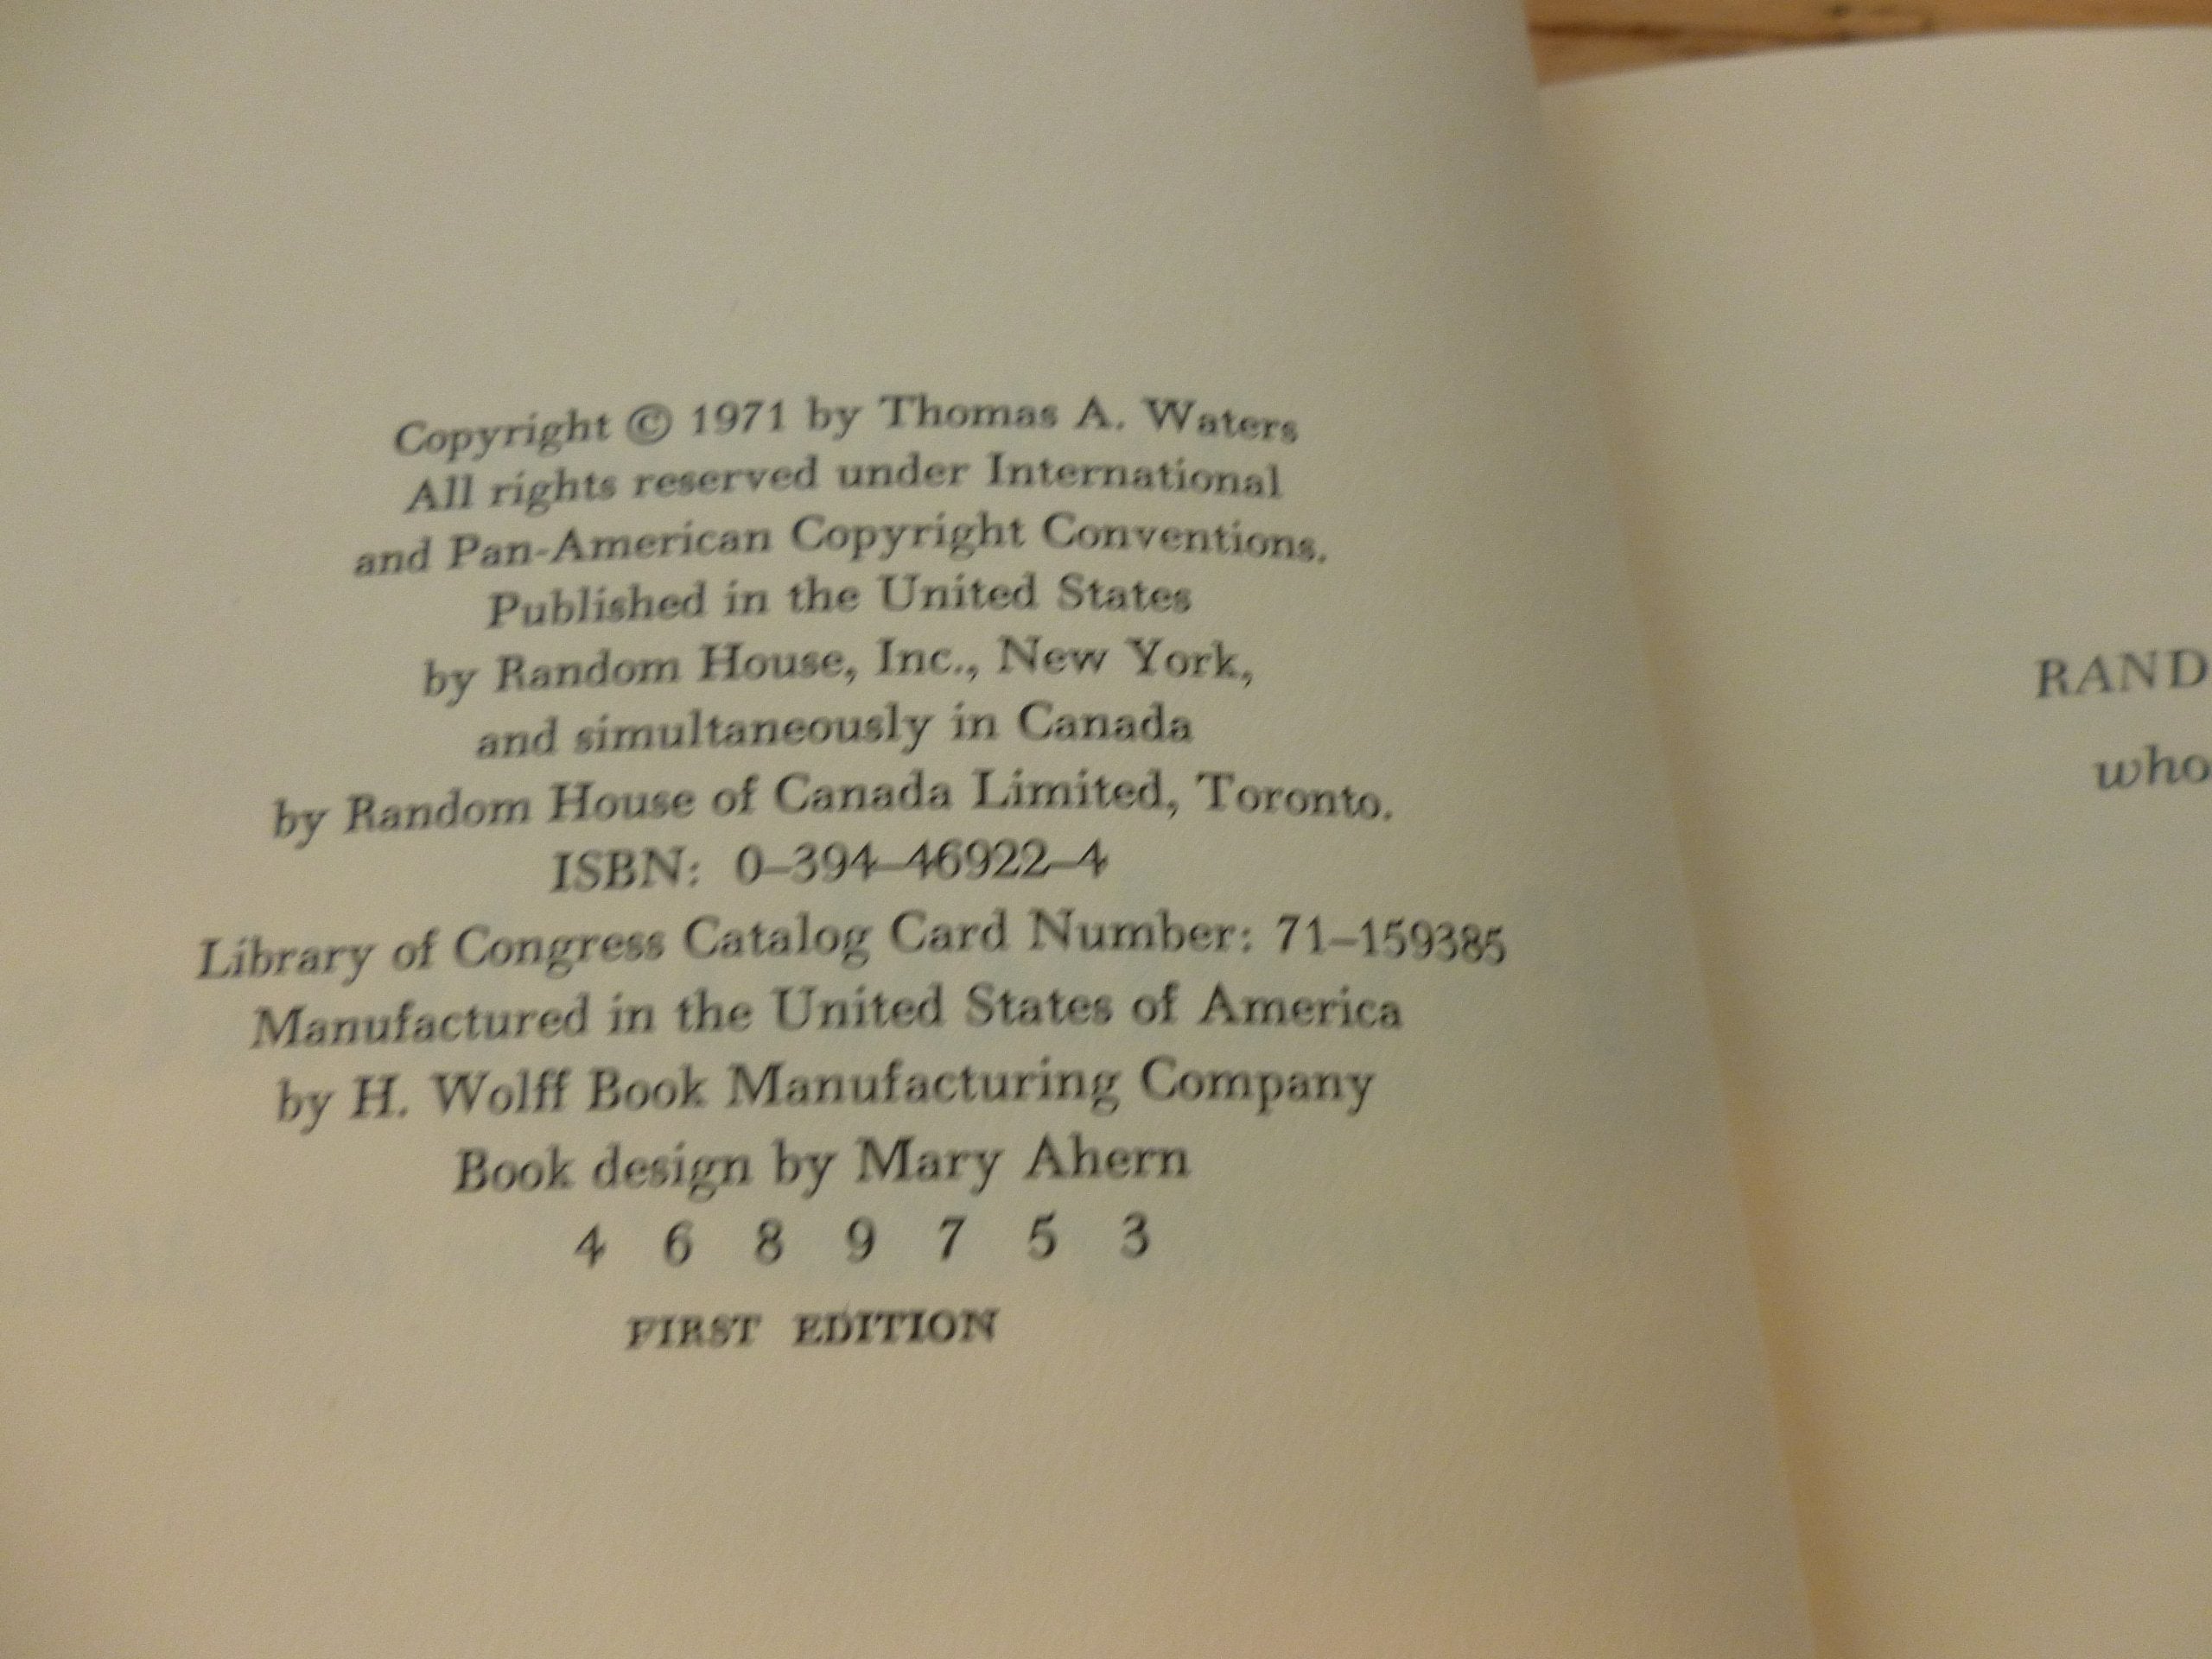 Copyright © 1971 by Thomas A. Waters
All rights reserved under International
and Pan-American Copyright Conventions.
Published in the United States
by Random House, Inc., New York,
and simultaneously in Canada
by Random House of Canada Limited, Toronto.
ISBN: 0–394–46922–4
Library of Congress Catalog Card Number: 71–159385
Manufactured in the United States of America
by H. Wolff Book Manufacturing Company
Book design by Mary Ahern
4 6 8 9 7 5 3
FIRST EDITION
RAND
who